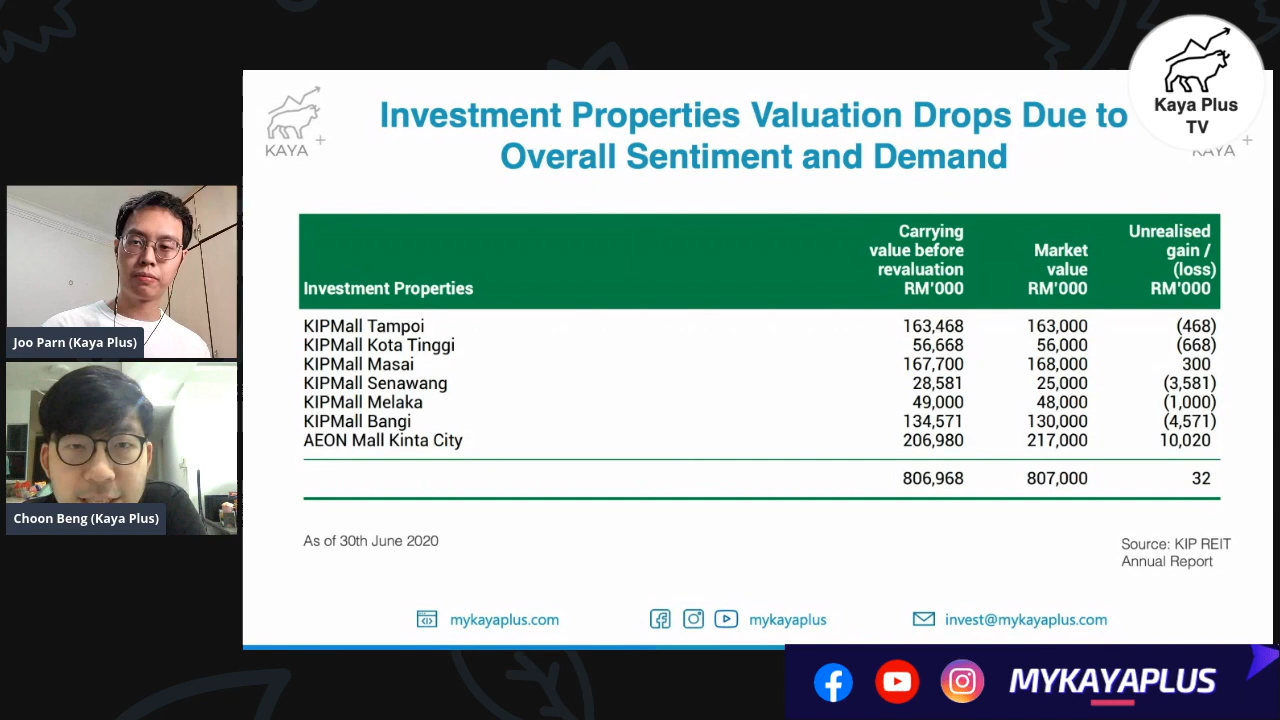 Kaya Plus
TV
KAYA
KAYA
Investment Properties Valuation Drops Due to
Overall Sentiment and Demand
Joo Parn (Kaya Plus)
Choon Beng (Kaya Plus)
Investment Properties
Carrying
value before
revaluation
RM'000
Market
value
RM'000
Unrealised
gain /
(loss)
RM'000
KIPMall Tampoi 163,468 163,000 (468)
KIPMall Kota Tinggi 56,668 56,000 (668)
KIPMall Masai 167,700 168,000 300
KIPMall Senawang 28,581 25,000 (3,581)
KIPMall Melaka 49,000 48,000 (1,000)
KIPMall Bangi 134,571 130,000 (4,571)
AEON Mall Kinta City 206,980 217,000 10,020
806,968 807,000 32
As of 30th June 2020
Source: KIP REIT
Annual Report
mykayaplus.com
mykayaplus
invest@mykayaplus.com
MYKAYAPLUS